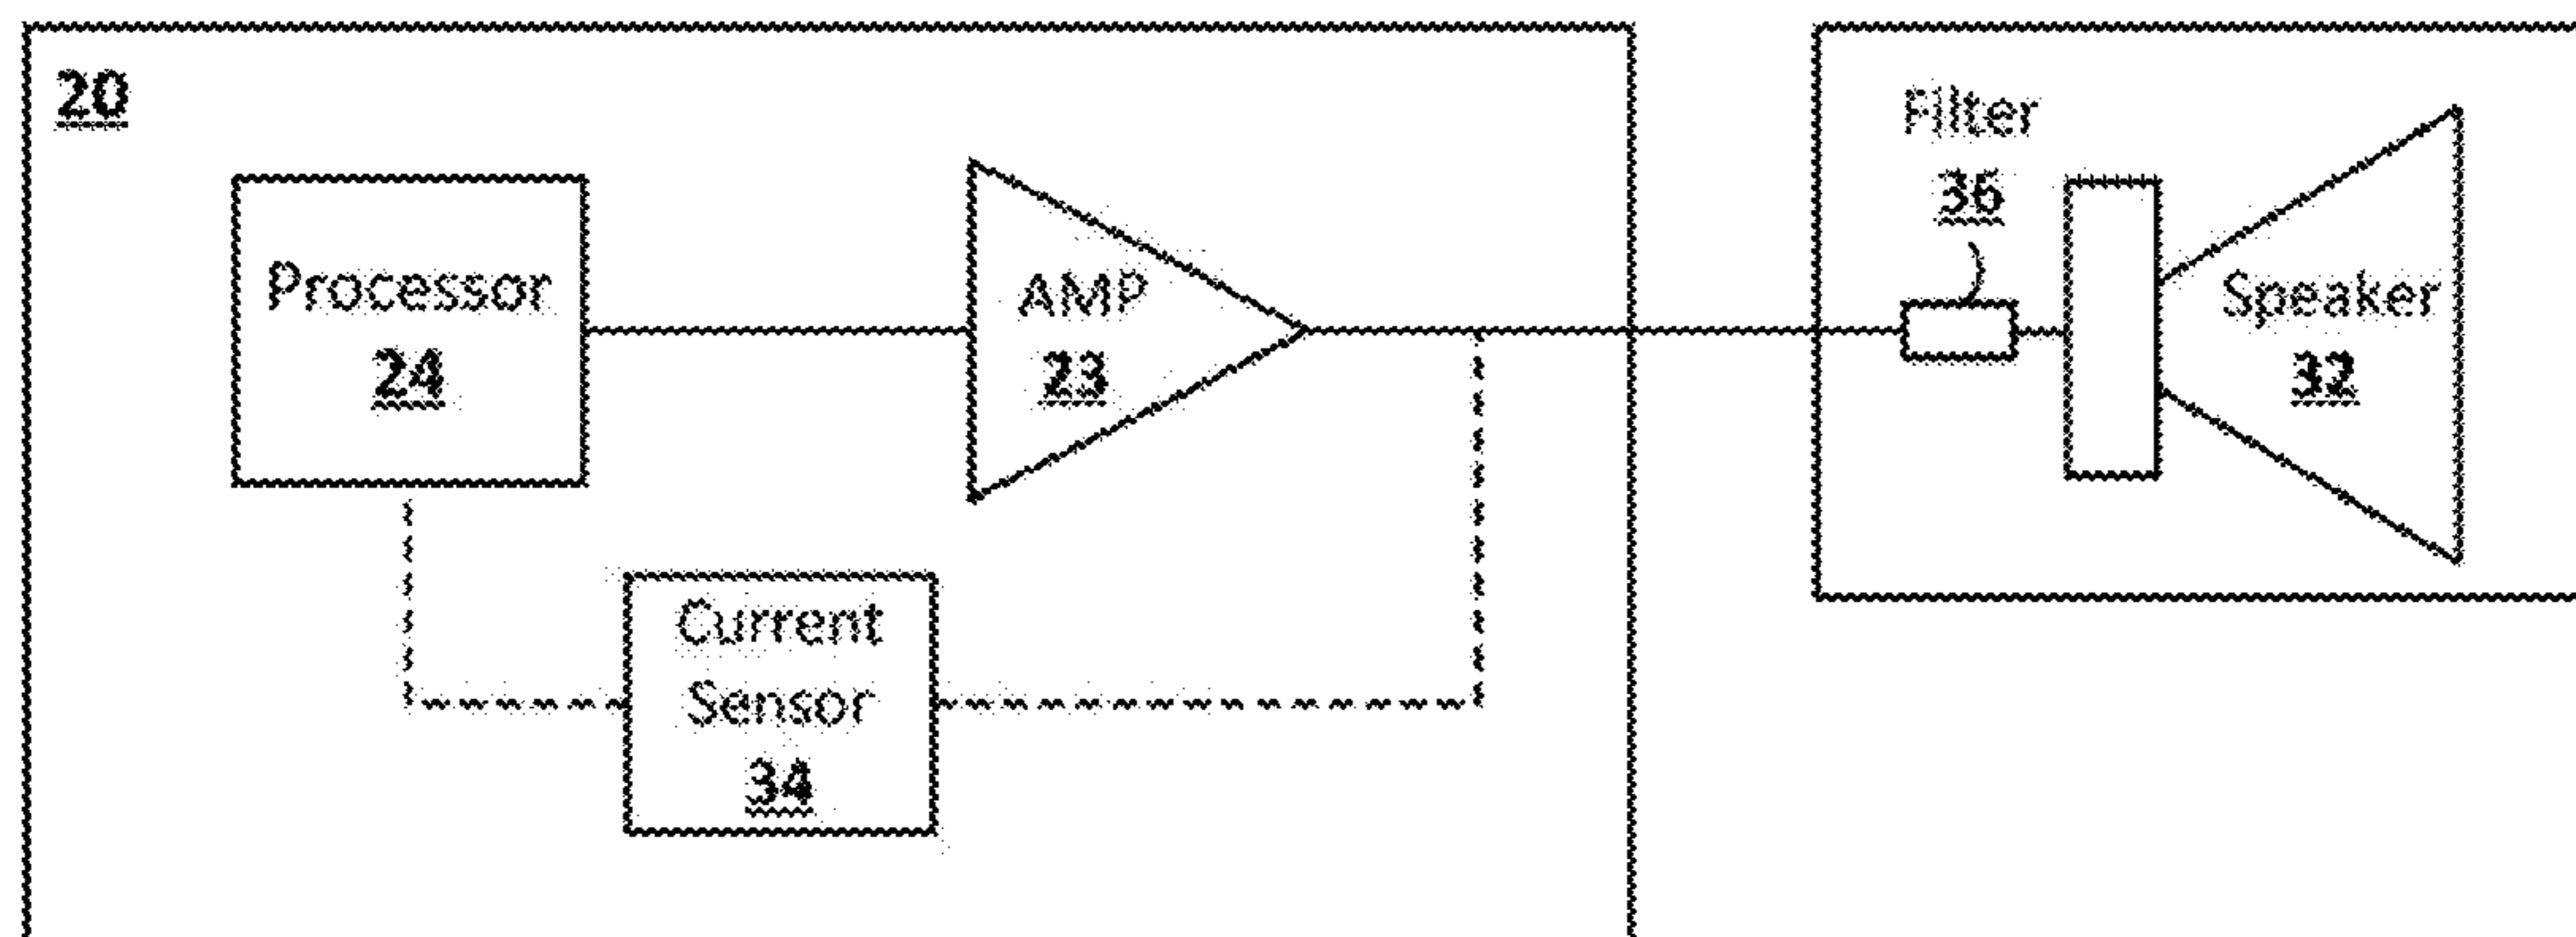 20
Processor
24
AMP
23
Current
Sensor
34
Filter
36
Speaker
32